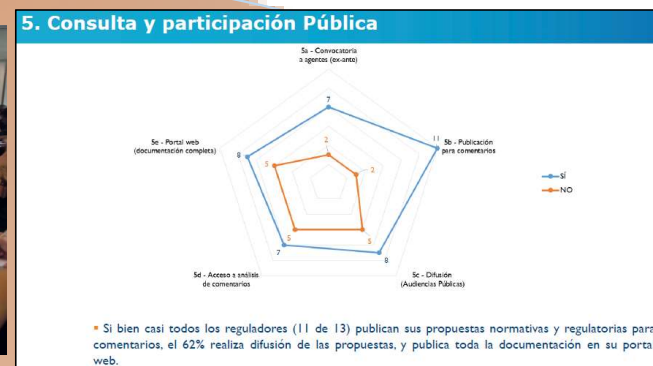 5. Consulta y participación Pública
5a - Convocatoria
a agentes (ex-ante)
7
2
5e - Portal web
(documentación completa)
8
5
11
5b - Publicación
para comentarios
2
SÍ
NO
5
7
5
8
5d - Acceso a análisis
de comentarios
5c - Difusión
(Audiencias Públicas)
Si bien casi todos los reguladores (11 de 13) publican sus propuestas normativas y regulatorias para
comentarios, el 62% realiza difusión de las propuestas, y publica toda la documentación en su porta
web.